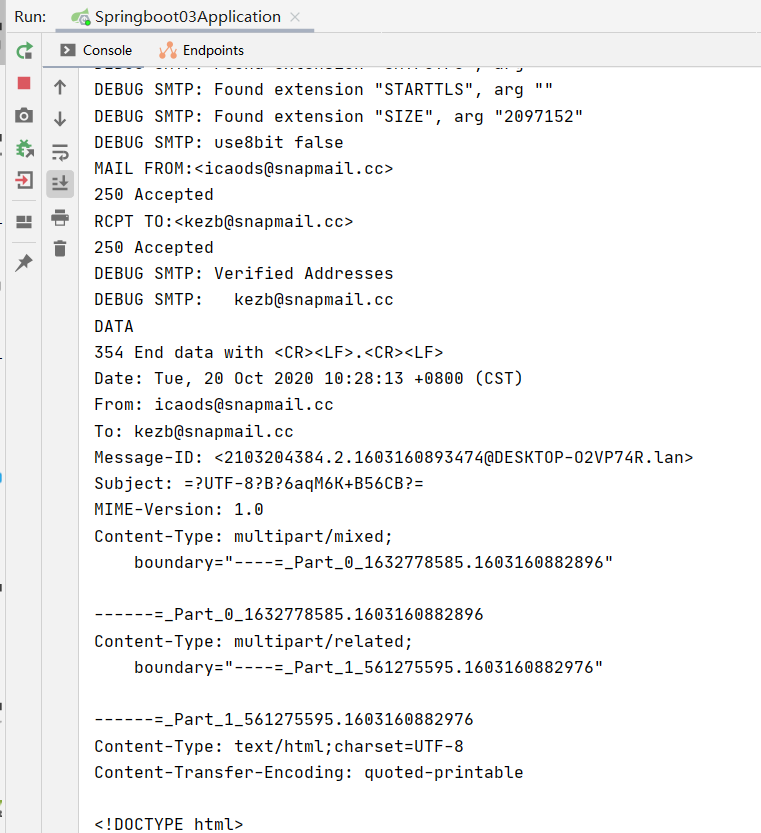 Run: Springboot03Application
Console Endpoints
DEBUG SMTP: Found extension "STARTTLS", arg ""
DEBUG SMTP: Found extension "SIZE", arg "2097152"
DEBUG SMTP: use8bit false
MAIL FROM:<icaods@snapmail.cc>
250 Accepted
RCPT TO:<kezb@snapmail.cc>
250 Accepted
DEBUG SMTP: Verified Addresses
DEBUG SMTP:   kezb@snapmail.cc
DATA
354 End data with <CR><LF>.<CR><LF>
Date: Tue, 20 Oct 2020 10:28:13 +0800 (CST)
From: icaods@snapmail.cc
To: kezb@snapmail.cc
Message-ID: <2103204384.2.1603160893474@DESKTOP-O2VP74R.lan>
Subject: =?UTF-8?B?6aqM6K+B56CB?=
MIME-Version: 1.0
Content-Type: multipart/mixed;
    boundary="----=_Part_0_1632778585.1603160882896"
------=_Part_0_1632778585.1603160882896
Content-Type: multipart/related;
    boundary="----=_Part_1_561275595.1603160882976"
------=_Part_1_561275595.1603160882976
Content-Type: text/html;charset=UTF-8
Content-Transfer-Encoding: quoted-printable
<!DOCTYPE html>